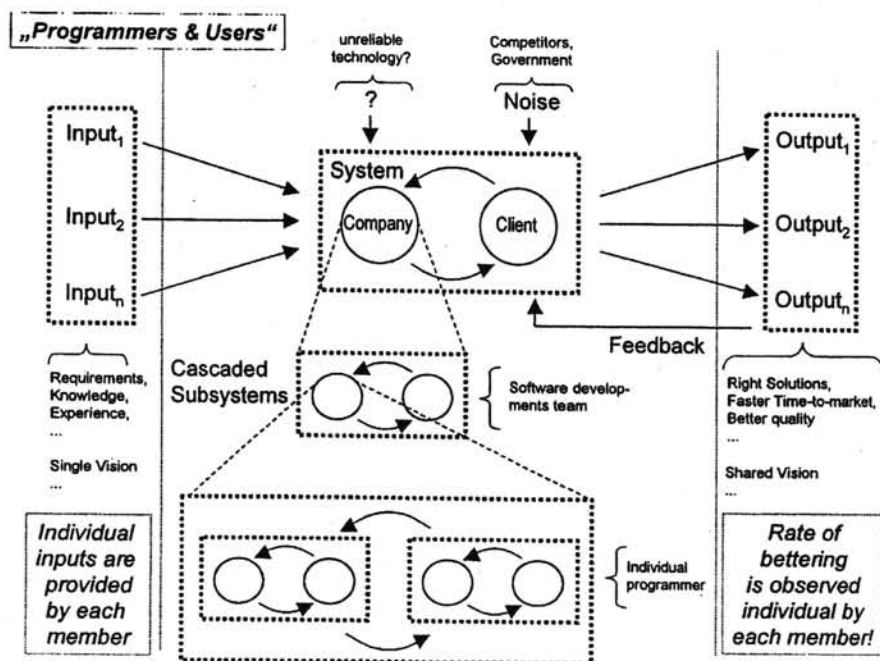 „Programmers & Users“
unreliable
technology?
?
Competitors,
Government
Noise
Input1
Input2
Inputn
System
Company
Client
Output1
Output2
Outputn
Feedback
Cascaded
Subsystems
Software develop-
ments team
Requirements,
Knowledge,
Experience,
...
Single Vision
...
Right Solutions,
Faster Time-to-market,
Better quality
...
Shared Vision
...
Individual
inputs are
provided
by each
member
Individual
programmer
Rate of
bettering
is observed
individual by
each member!